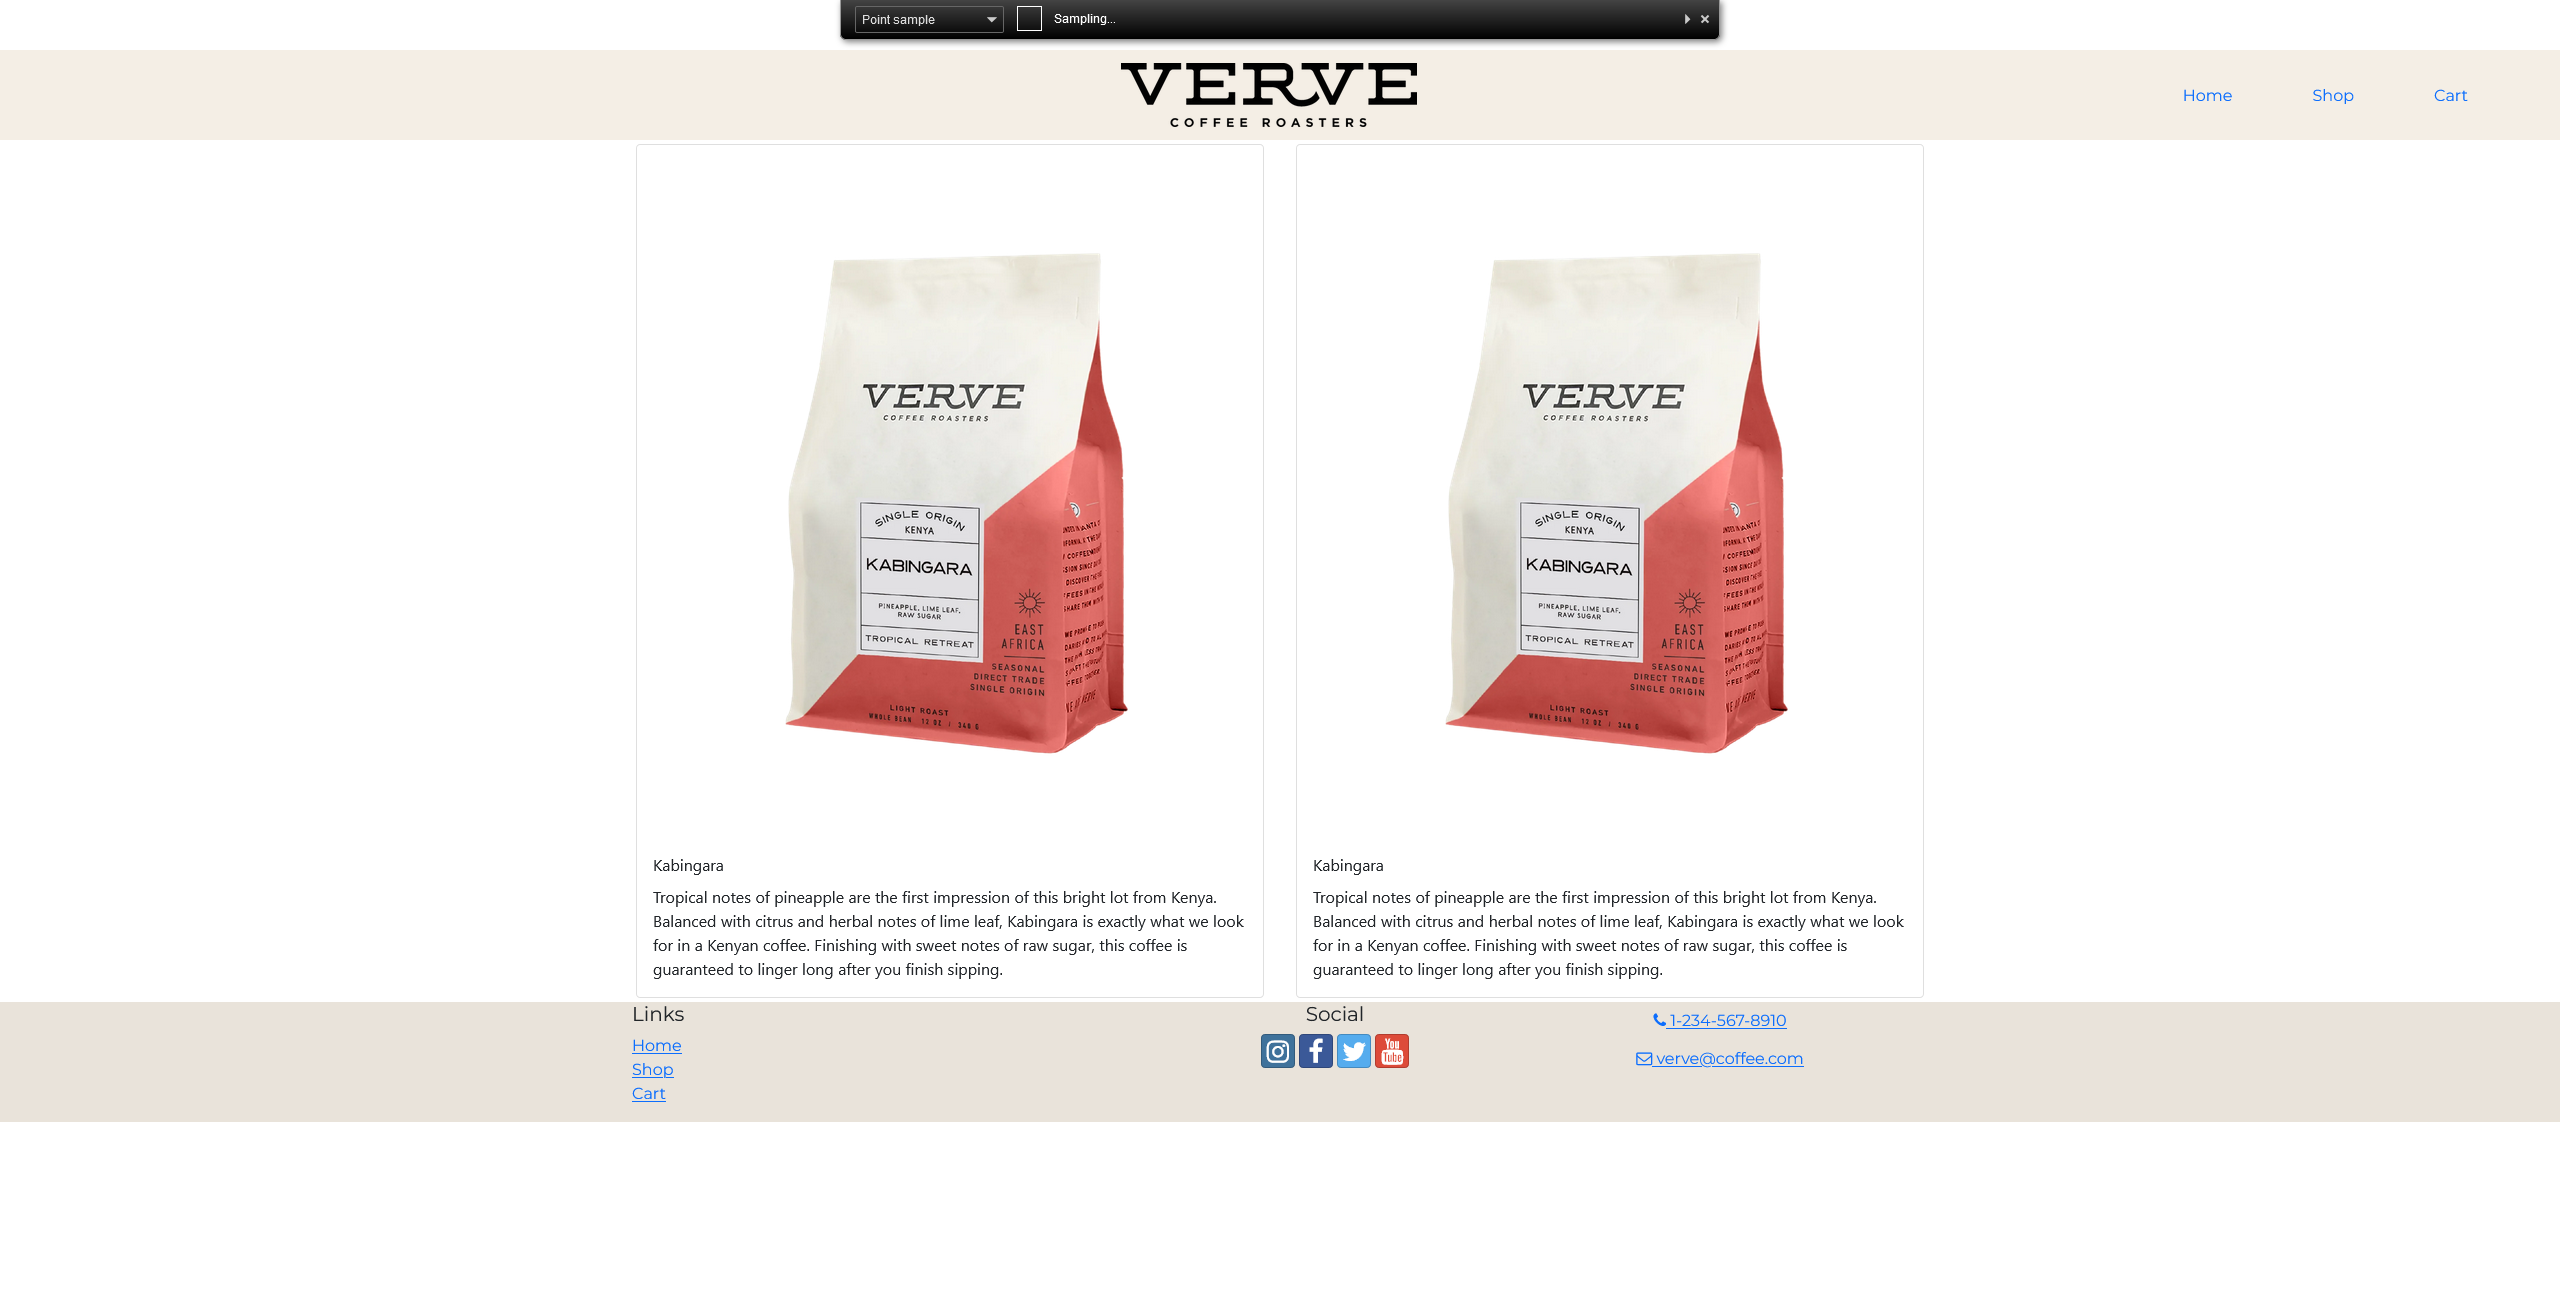 Point sample
Sampling...
VERVE
COFFEE ROASTERS
Home
Shop
Cart
VERVE
COFFEE ROASTERS
SINGLE ORIGIN
KENYA
KABINGARA
PINEAPPLE, LIME LEAF,
RAW SUGAR
TROPICAL RETREAT
EAST
AFRICA
SEASONAL
DIRECT TRADE
SINGLE ORIGIN
LIGHT ROAST
WHOLE BEAN 12 OZ / 340 G
Kabingara
Tropical notes of pineapple are the first impression of this bright lot from Kenya.
Balanced with citrus and herbal notes of lime leaf, Kabingara is exactly what we look
for in a Kenyan coffee. Finishing with sweet notes of raw sugar, this coffee is
guaranteed to linger long after you finish sipping.
VERVE
COFFEE ROASTERS
SINGLE ORIGIN
KENYA
KABINGARA
PINEAPPLE, LIME LEAF,
RAW SUGAR
TROPICAL RETREAT
EAST
AFRICA
SEASONAL
DIRECT TRADE
SINGLE ORIGIN
LIGHT ROAST
WHOLE BEAN 12 OZ / 340 G
Kabingara
Tropical notes of pineapple are the first impression of this bright lot from Kenya.
Balanced with citrus and herbal notes of lime leaf, Kabingara is exactly what we look
for in a Kenyan coffee. Finishing with sweet notes of raw sugar, this coffee is
guaranteed to linger long after you finish sipping.
Links
Home
Shop
Cart
Social
You
Tube
1-234-567-8910
verve@coffee.com